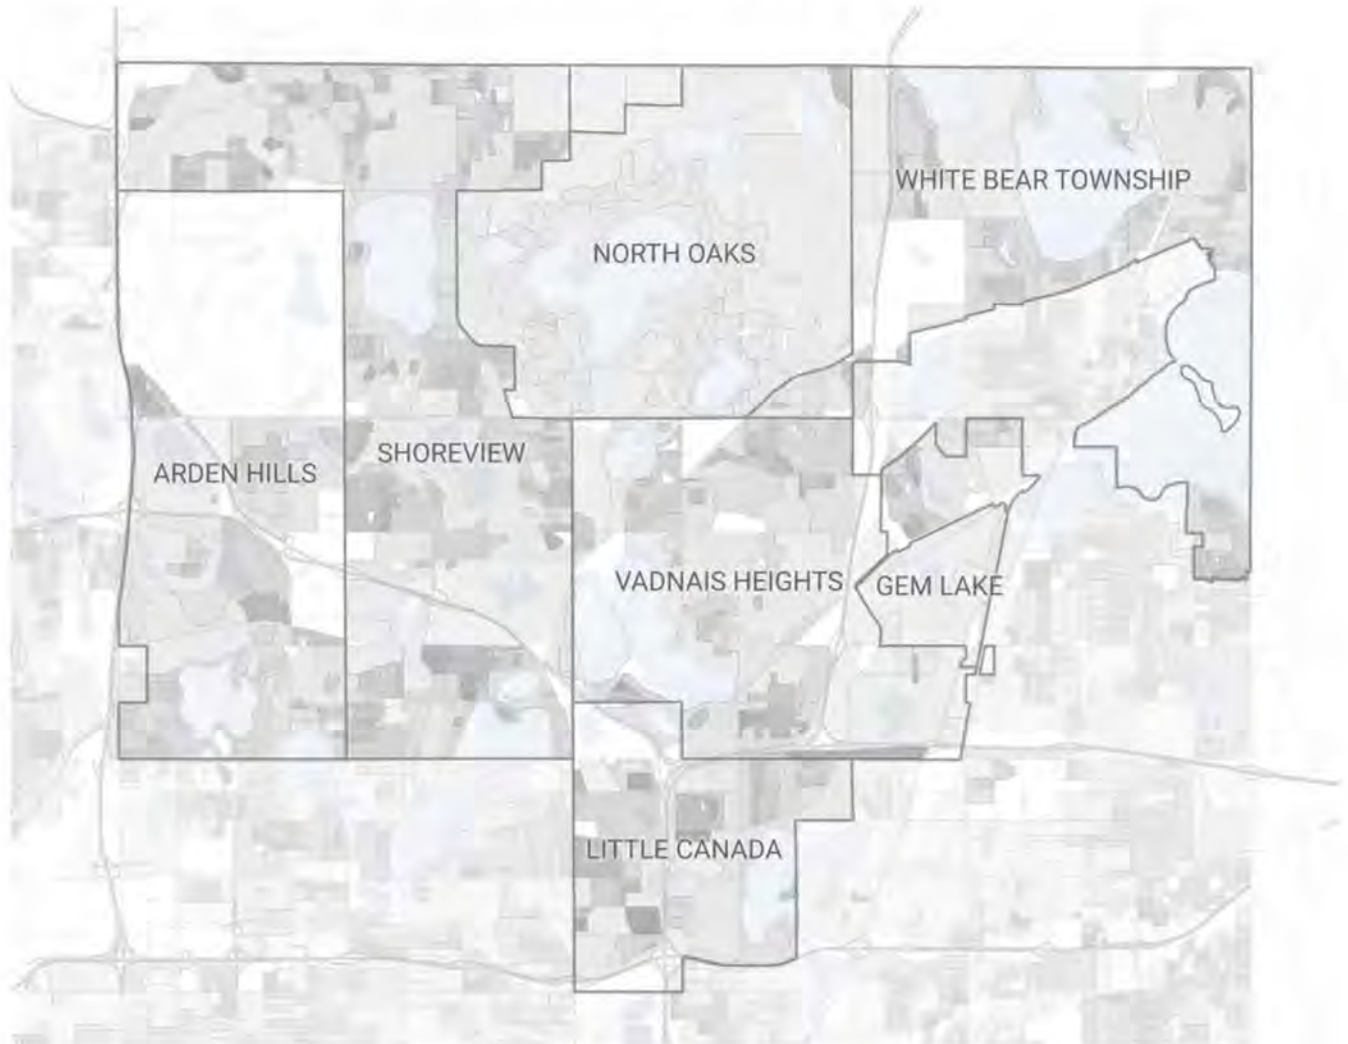 WHITE BEAR TOWNSHIP
NORTH OAKS
SHOREVIEW
ARDEN HILLS
VADNAIS HEIGHTS
GEM LAKE
LITTLE CANADA